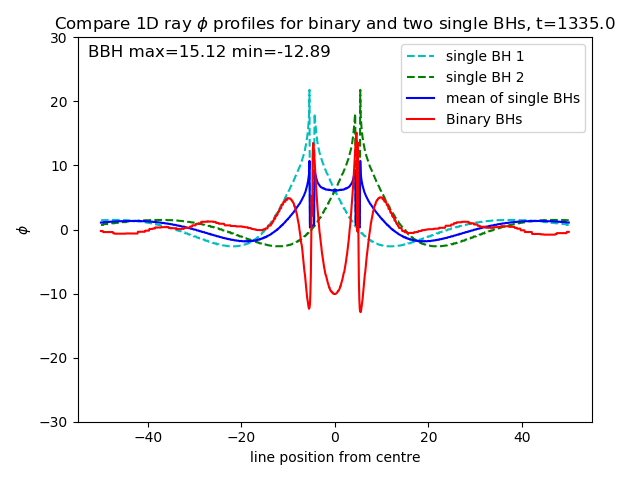 Compare 1D ray ϕ profiles for binary and two single BHs, t=1335.0
BBH max=15.12 min=-12.89
single BH 1
single BH 2
mean of single BHs
Binary BHs
30
20
10
0
−10
−20
−30
ϕ
−40
−20
0
20
40
line position from centre